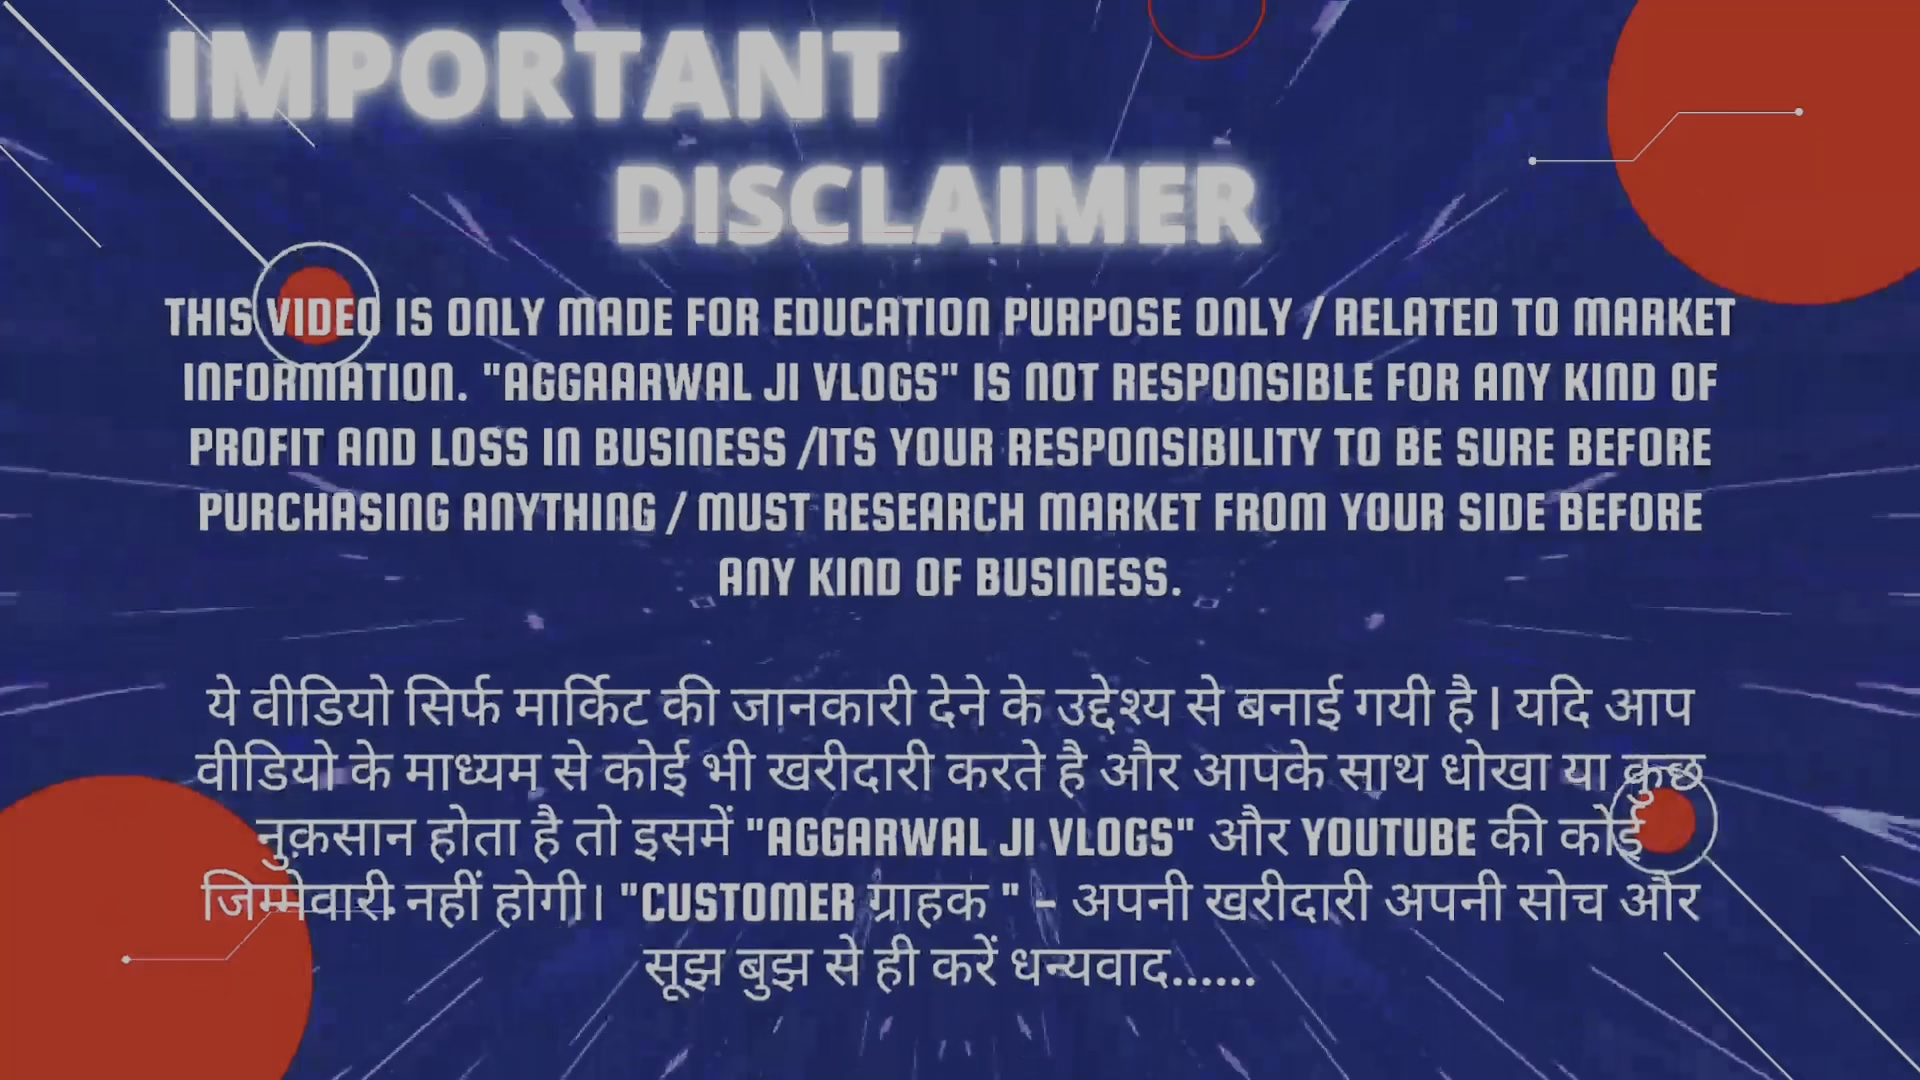 IMPORTANT
DISCLAIMER
THIS VIDEO IS ONLY MADE FOR EDUCATION PURPOSE ONLY / RELATED TO MARKET
INFORMATION. "AGGAARWAL JI VLOGS" IS NOT RESPONSIBLE FOR ANY KIND OF
PROFIT AND LOSS IN BUSINESS /ITS YOUR RESPONSIBILITY TO BE SURE BEFORE
PURCHASING ANYTHING / MUST RESEARCH MARKET FROM YOUR SIDE BEFORE
ANY KIND OF BUSINESS.
ये वीडियो सिर्फ मार्किट की जानकारी देने के उद्देश्य से बनाई गयी है | यदि आप
वीडियो के माध्यम से कोई भी खरीदारी करते है और आपके साथ धोखा या कुछ
नुक़सान होता है तो इसमें "AGGARWAL JI VLOGS" और YOUTUBE की कोई
जिम्मेवारी. नहीं होगी। "CUSTOMER ग्राहक " - अपनी खरीदारी अपनी सोच और
सूझ बुझ से ही करें धन्यवाद......